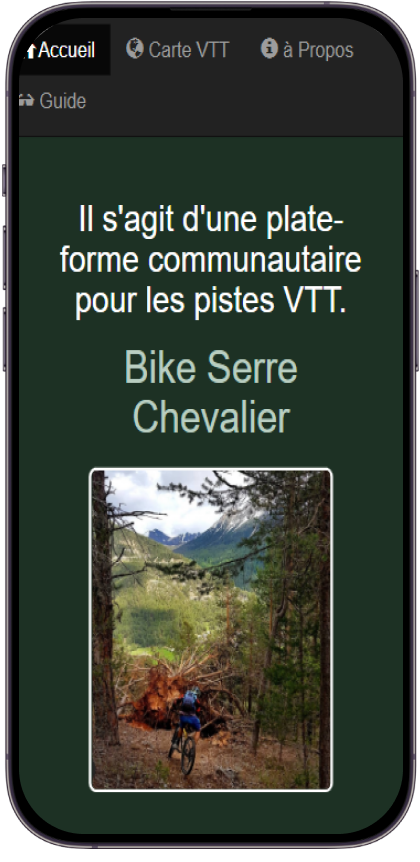 Accueil Carte VTT à Propos
Guide
Il s'agit d'une plate-
forme communautaire
pour les pistes VTT.
Bike Serre
Chevalier